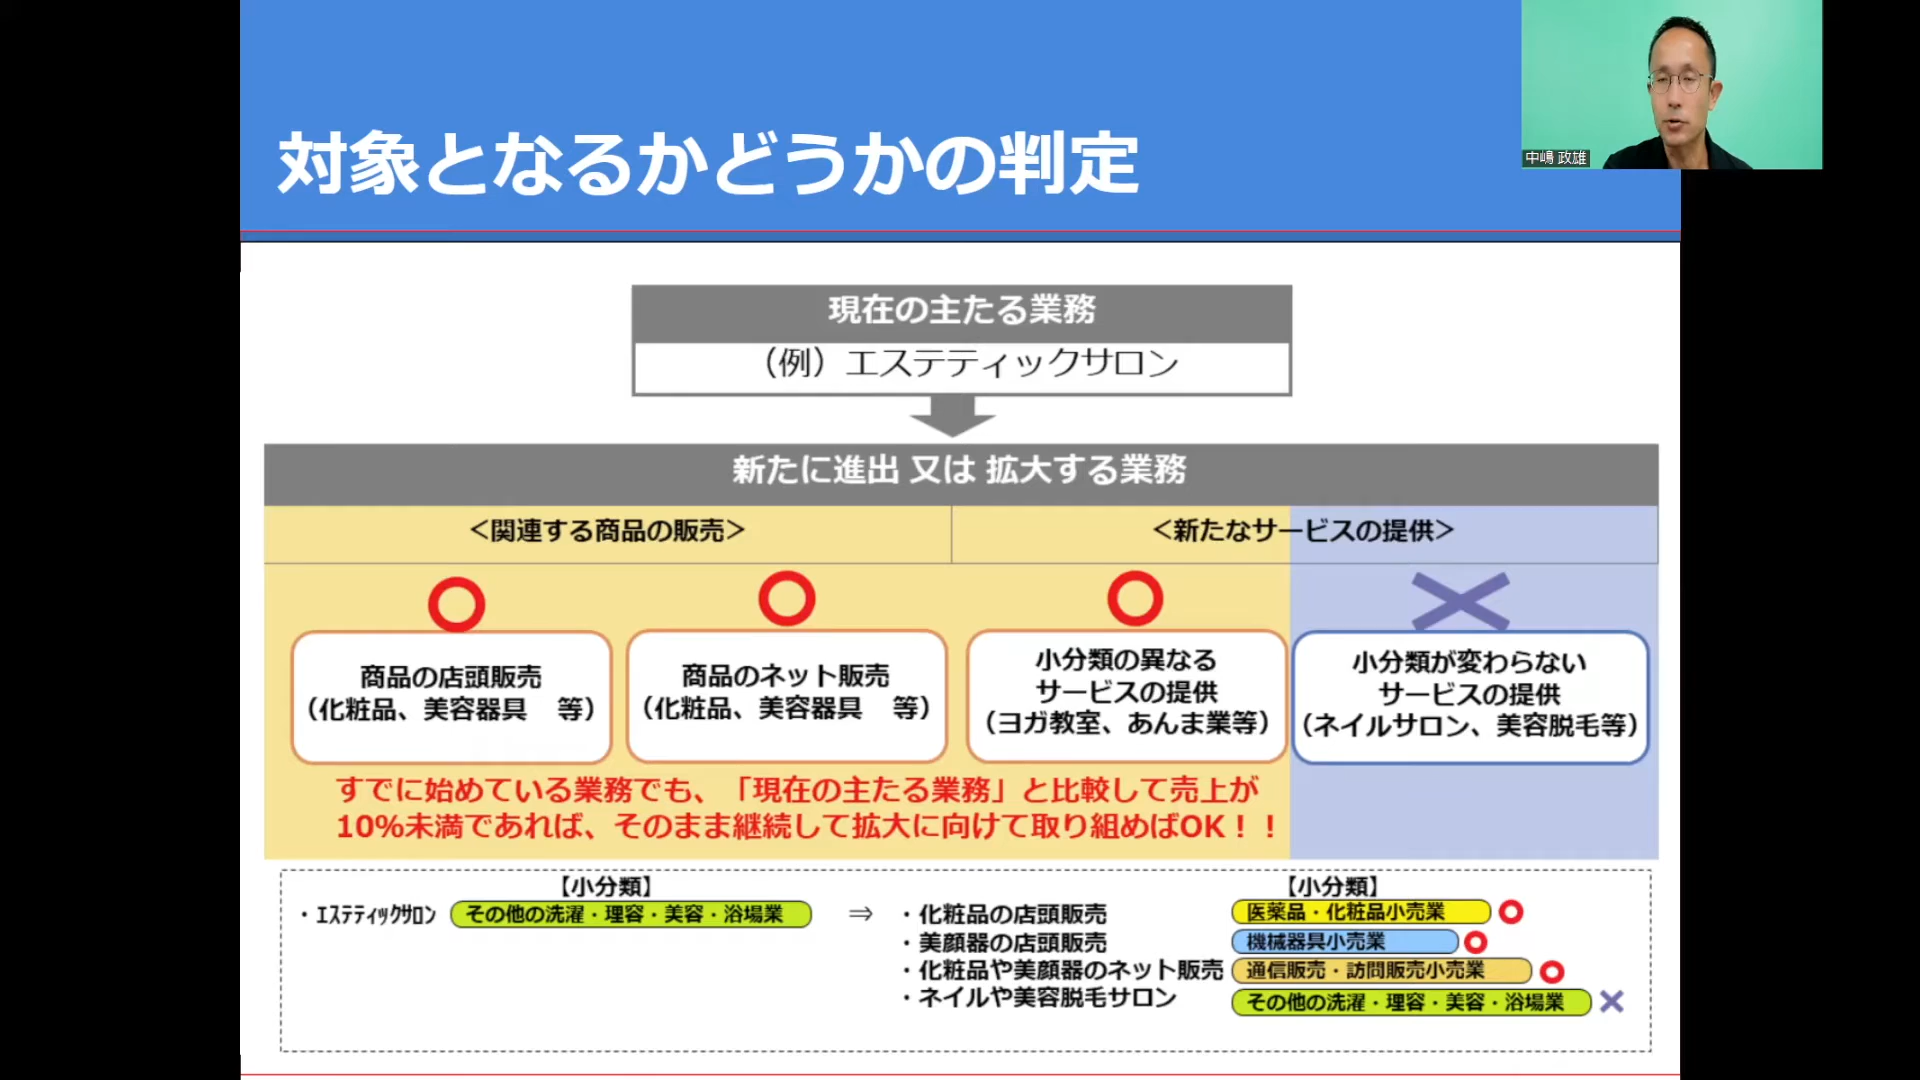 対象となるかどうかの判定
中嶋 政雄
現在の主たる業務
（例）エステティックサロン
新たに進出 又は 拡大する業務
＜関連する商品の販売＞
＜新たなサービスの提供＞
商品の店頭販売
（化粧品、美容器具　等）
商品のネット販売
（化粧品、美容器具　等）
小分類の異なる
サービスの提供
（ヨガ教室、あんま業等）
小分類が変わらない
サービスの提供
（ネイルサロン、美容脱毛等）
すでに始めている業務でも、「現在の主たる業務」と比較して売上が
10%未満であれば、そのまま継続して拡大に向けて取り組めばOK！！
【小分類】
【小分類】
・ｴｽﾃﾃｨｯｸｻﾛﾝ その他の洗濯・理容・美容・浴場業 ⇒ ・化粧品の店頭販売 医薬品・化粧品小売業
・美顔器の店頭販売 機械器具小売業
・化粧品や美顔器のネット販売 通信販売・訪問販売小売業
・ネイルや美容脱毛サロン その他の洗濯・理容・美容・浴場業